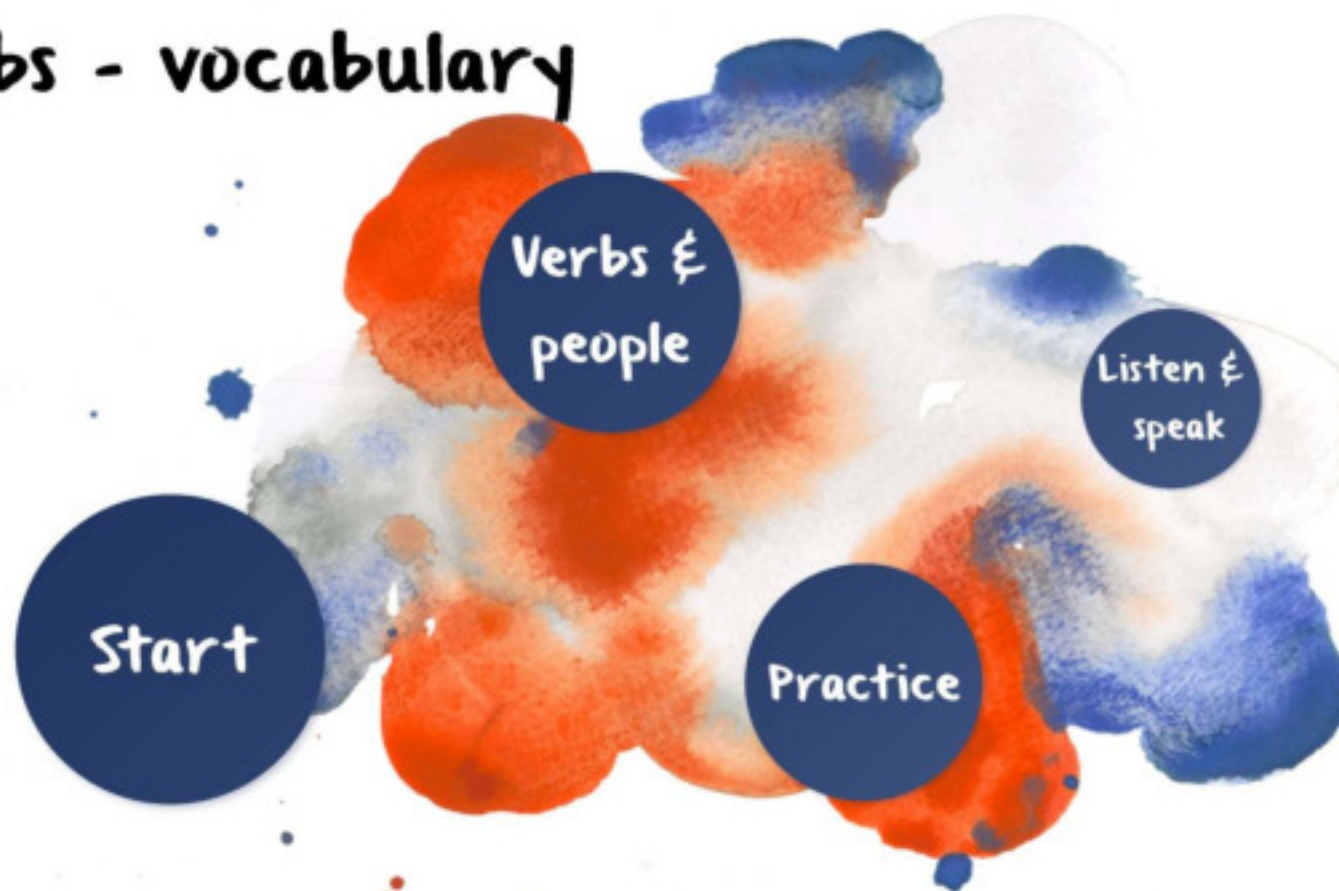 bs - vocabulary
Verbs &
people
Listen &
speak
Start
Practice